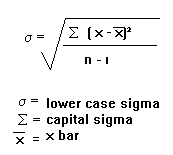 σ = √ Σ (x - x̄)²
n - 1
σ = lower case sigma
Σ = capital sigma
x̄ = x bar